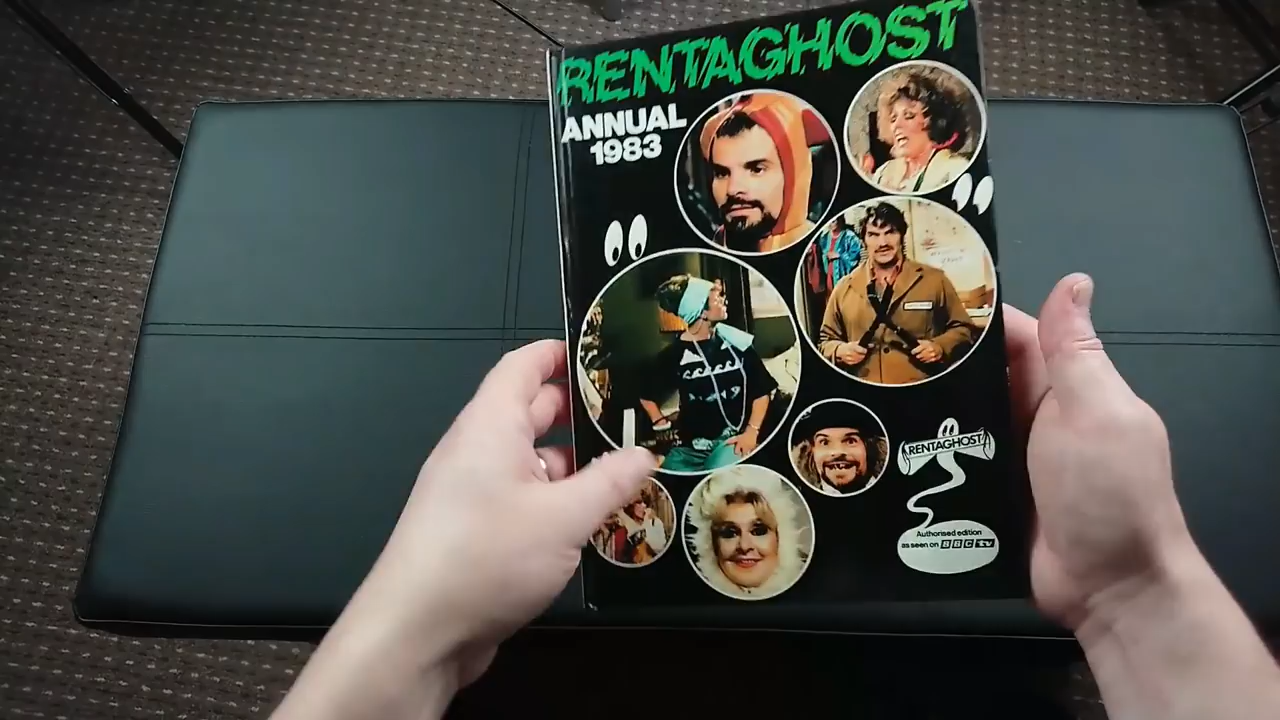 RENTAGHOST
ANNUAL
1983
RENTAGHOST
Authorised edition
as seen on BBC tv